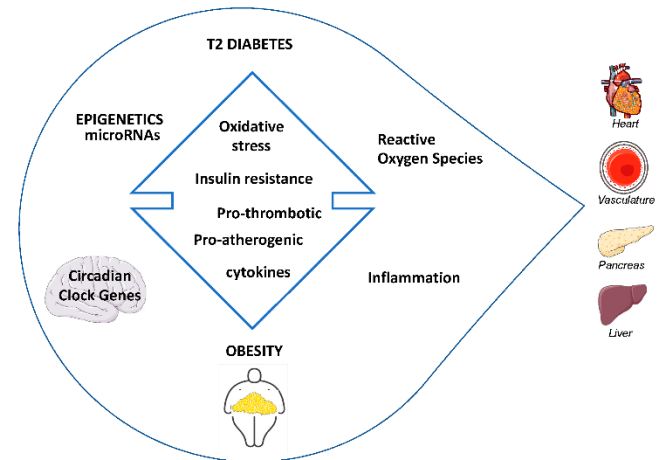 T2 DIABETES
EPIGENETICS
microRNAs
Oxidative
stress
Insulin resistance
Pro-thrombotic
Pro-atherogenic
cytokines
Reactive
Oxygen Species
Inflammation
Circadian
Clock Genes
OBESITY
Heart
Vasculature
Pancreas
Liver